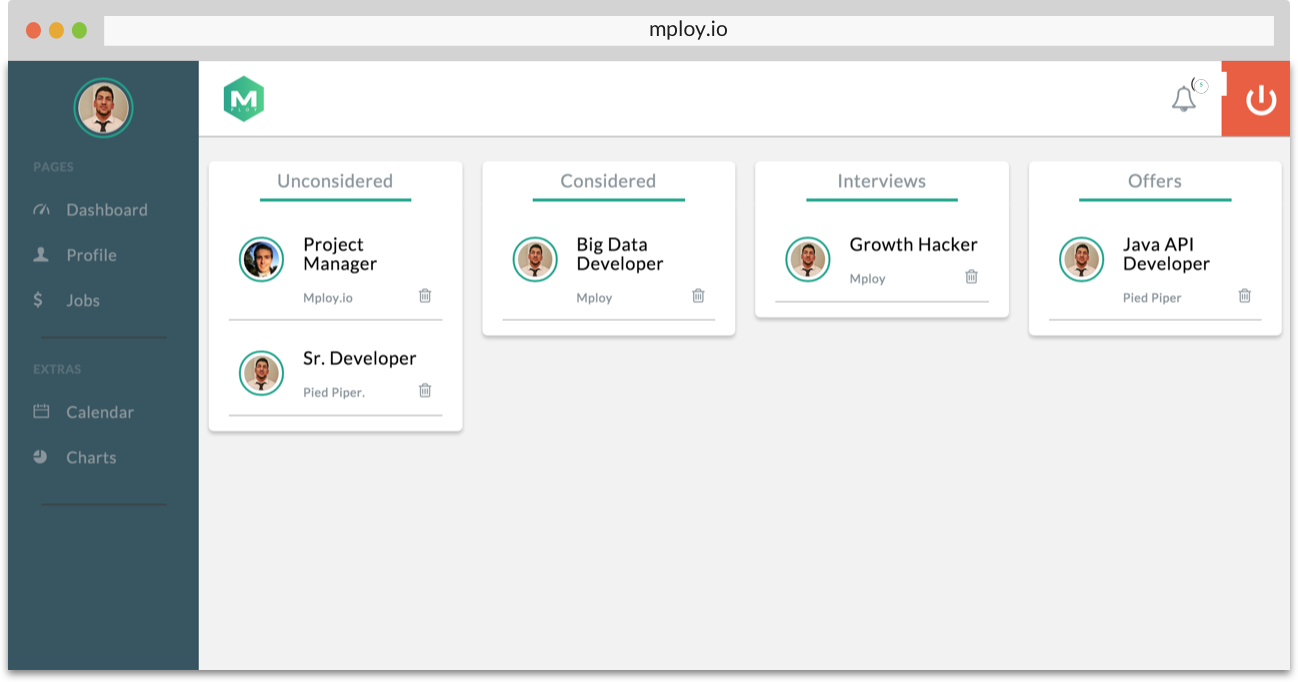 mploy.io
M
PLOY
5
PAGES
Dashboard
Profile
Jobs
EXTRAS
Calendar
Charts
Unconsidered
Project
Manager
Mploy.io
Sr. Developer
Pied Piper.
Considered
Big Data
Developer
Mploy
Interviews
Growth Hacker
Mploy
Offers
Java API
Developer
Pied Piper